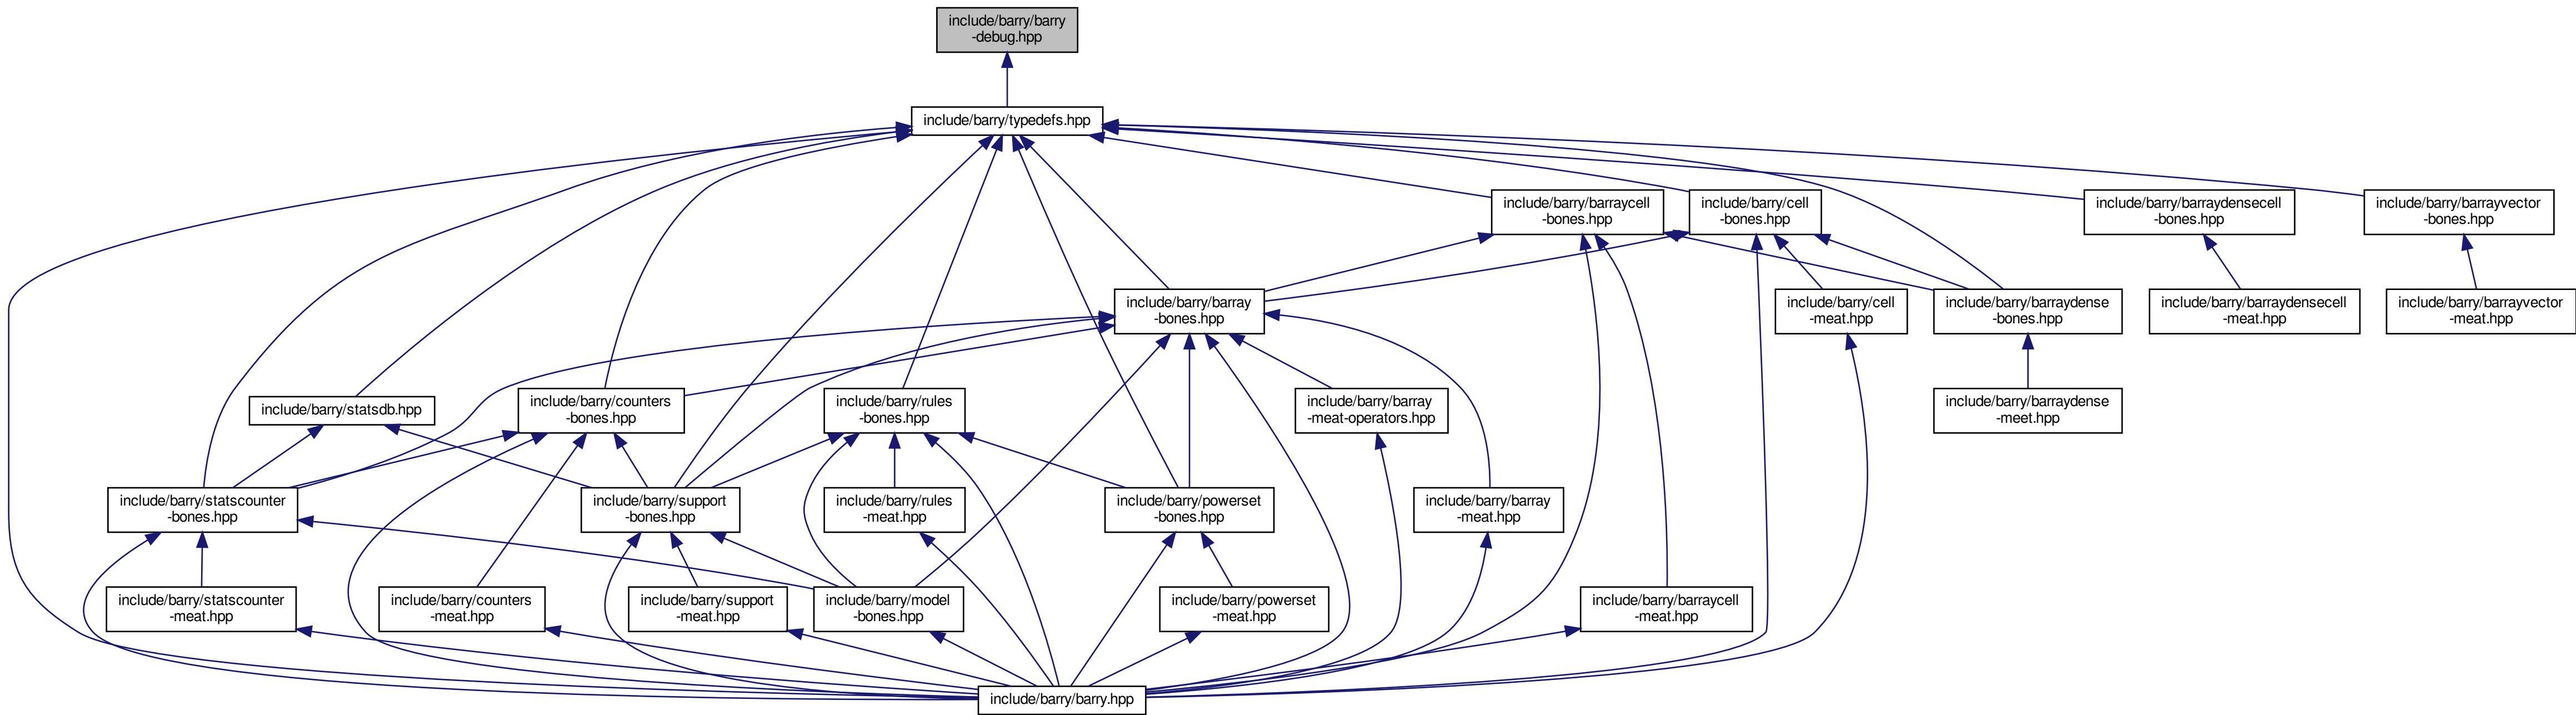 include/barry/barry
-debug.hpp
include/barry/typedefs.hpp
include/barry/barraycell
-bones.hpp
include/barry/cell
-bones.hpp
include/barry/barraydensecell
-bones.hpp
include/barry/barrayvector
-bones.hpp
include/barry/barray
-bones.hpp
include/barry/cell
-meat.hpp
include/barry/barraydense
-bones.hpp
include/barry/barraydensecell
-meat.hpp
include/barry/barrayvector
-meat.hpp
include/barry/statsdb.hpp
include/barry/counters
-bones.hpp
include/barry/rules
-bones.hpp
include/barry/barray
-meat-operators.hpp
include/barry/barraydense
-meet.hpp
include/barry/statscounter
-bones.hpp
include/barry/support
-bones.hpp
include/barry/rules
-meat.hpp
include/barry/powerset
-bones.hpp
include/barry/barray
-meat.hpp
include/barry/statscounter
-meat.hpp
include/barry/counters
-meat.hpp
include/barry/support
-meat.hpp
include/barry/model
-bones.hpp
include/barry/powerset
-meat.hpp
include/barry/barraycell
-meat.hpp
include/barry/barry.hpp